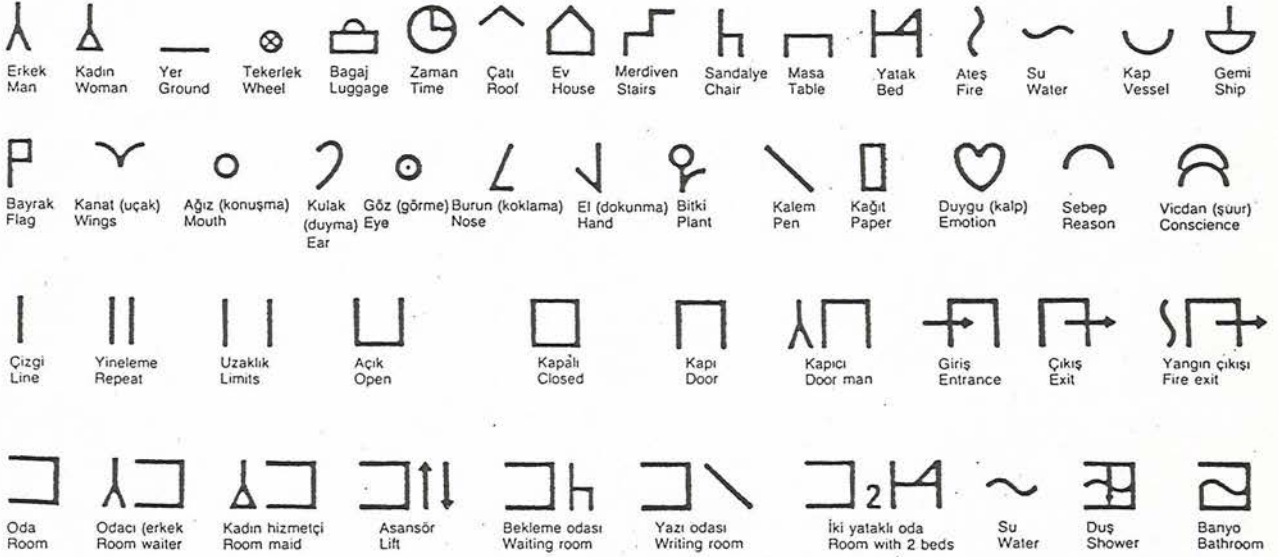 Erkek Kadın Yer Tekerlek Bagaj Zaman Çatı Ev Merdiven Sandalye Masa Yatak Ateş Su Kap Gemi
Man Woman Ground Wheel Luggage Time Roof House Stairs Chair Table Bed Fire Water Vessel Ship
Bayrak Kanat (uçak) Ağız (konuşma) Kulak Göz (görme) Burun (koklama) El (dokunma) Bitki Kalem Kağıt Duygu (kalp) Sebep Vicdan (şuur)
Flag Wings Mouth (duyma) Eye Nose Hand Plant Pen Paper Emotion Reason Conscience
Ear
Çizgi Yineleme Uzaklık Açık Kapalı Kapı Kapıcı Giriş Çıkış Yangın çıkışı
Line Repeat Limits Open Closed Door Door man Entrance Exit Fire exit
2
Oda Odacı (erkek Kadın hizmetçi Asansör Bekleme odası Yazı odası İki yataklı oda Su Duş Banyo
Room Room waiter Room maid Lift Waiting room Writing room Room with 2 beds Water Shower Bathroom